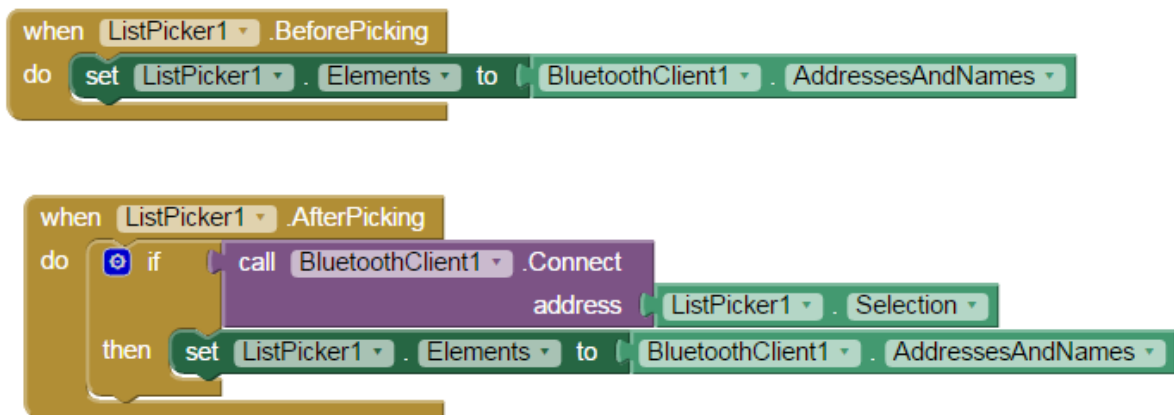 when ListPicker1 .BeforePicking
do set ListPicker1 . Elements to BluetoothClient1 . AddressesAndNames
when ListPicker1 .AfterPicking
do if call BluetoothClient1 .Connect
address ListPicker1 . Selection
then set ListPicker1 . Elements to BluetoothClient1 . AddressesAndNames